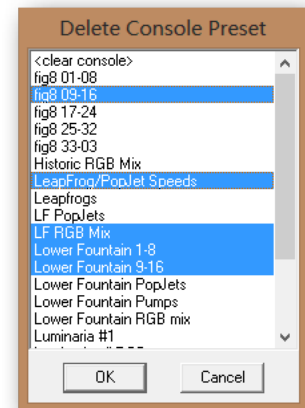 Delete Console Preset
<clear console>
fig8 01-08
fig8 09-16
fig8 17-24
fig8 25-32
fig8 33-03
Historic RGB Mix
LeapFrog/PopJet Speeds
Leapfrogs
LF PopJets
LF RGB Mix
Lower Fountain 1-8
Lower Fountain 9-16
Lower Fountain PopJets
Lower Fountain Pumps
Lower Fountain RGB mix
Luminaria #1
OK
Cancel